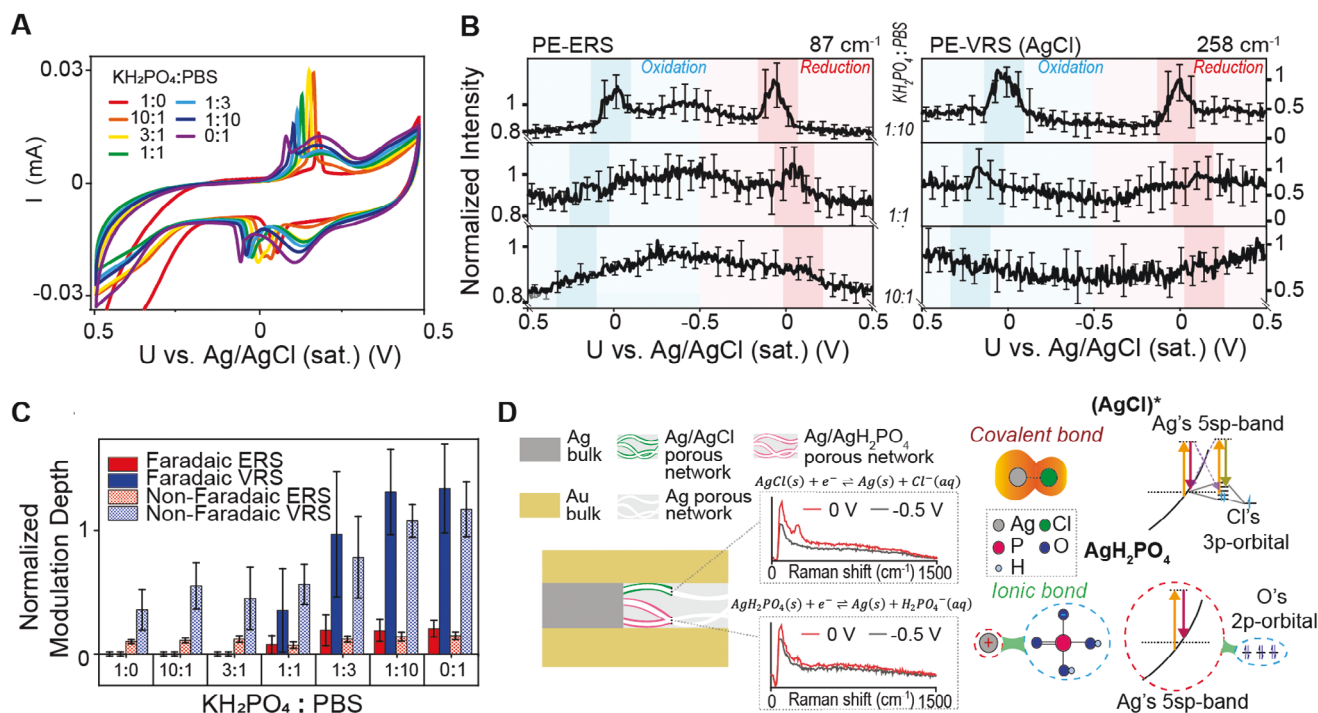 A
KH₂PO₄:PBS
1:0
10:1
3:1
1:1
1:3
1:10
0:1
0.03
0
-0.03
I (mA)
0.5
0
0.5
U vs. Ag/AgCl (sat.) (V)
B
PE-ERS
87 cm⁻¹
Oxidation
Reduction
1
0.8
1
0.8
1
0.8
Normalized Intensity
0.5
0
-0.5
0
0.5
U vs. Ag/AgCl (sat.) (V)
KH₂PO₄:PBS
1:10
1:1
10:1
PE-VRS (AgCl)
258 cm⁻¹
Oxidation
Reduction
1
0.5
0
1
0.5
0
1
0.5
0.5
0
-0.5
0
0.5
U vs. Ag/AgCl (sat.) (V)
C
Faradaic ERS
Faradaic VRS
Non-Faradaic ERS
Non-Faradaic VRS
1
0
Normalized
Modulation Depth
1:0
10:1
3:1
1:1
1:3
1:10
0:1
KH₂PO₄ : PBS
D
Ag
bulk
Ag/AgCl
porous
network
Ag/AgH₂PO₄
porous network
Au
bulk
Ag porous
network
AgCl(s) + e⁻ ⇌ Ag(s) + Cl⁻(aq)
0 V
-0.5 V
0 Raman shift (cm⁻¹) 1500
AgH₂PO₄(s) + e⁻ ⇌ Ag(s) + H₂PO₄⁻(aq)
0 V
-0.5 V
0 Raman shift (cm⁻¹) 1500
Covalent bond
Ag
Cl
P
O
H
Ionic bond
+
(AgCl)*
Ag's 5sp-band
Cl's
3p-orbital
AgH₂PO₄
O's
2p-orbital
Ag's 5sp-band